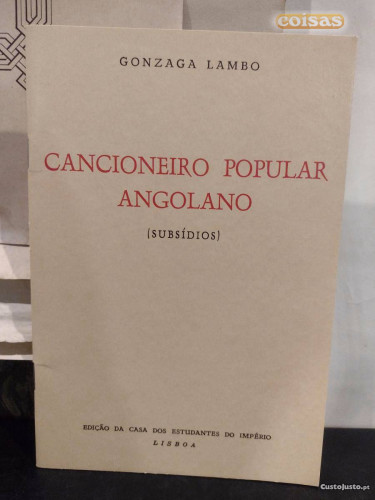 coisas
GONZAGA LAMBO
CANCIONEIRO POPULAR
ANGOLANO
(SUBSÍDIOS)
EDIÇÃO DA CASA DOS ESTUDANTES DO IMPÉRIO
LISBOA
CustoJusto.pt